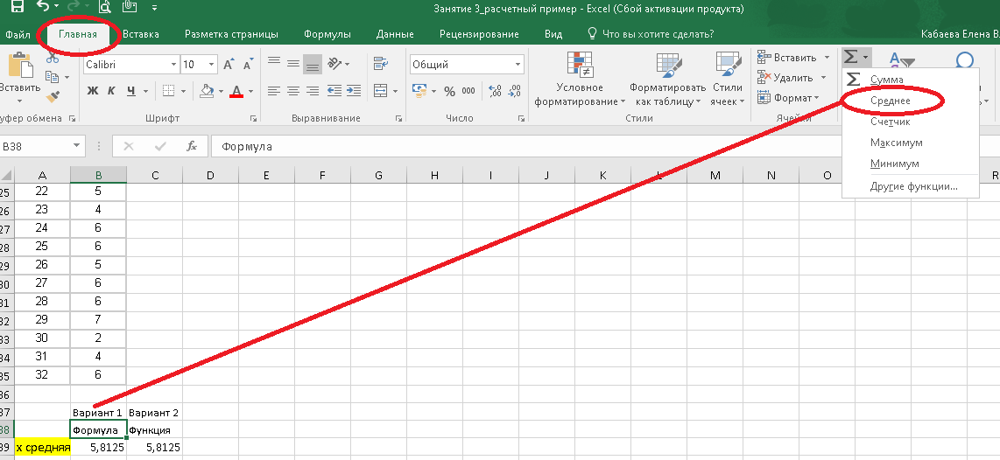 Занятие 3_расчетный пример - Excel (Сбой активации продукта)
Файл Главная Вставка Разметка страницы Формулы Данные Рецензирование Вид Что вы хотите сделать? Кабаева Елена В.
Вставить
Calibri 10
Ж К Ч
Общий
% 000
Условное форматирование
Форматировать как таблицу
Стили ячеек
Вставить
Удалить
Формат
Σ
Сумма
Среднее
Счетчик
Максимум
Минимум
Другие функции...
уфер обмена Шрифт Выравнивание Число Стили Ячейки
B38 fx Формула
A B C D E F G H I J K L M N O R
25 22 5
26 23 4
27 24 6
28 25 6
29 26 5
30 27 6
31 28 6
32 29 7
33 30 2
34 31 4
35 32 6
36
37 Вариант 1 Вариант 2
38 Формула Функция
39 х средняя 5,8125 5,8125